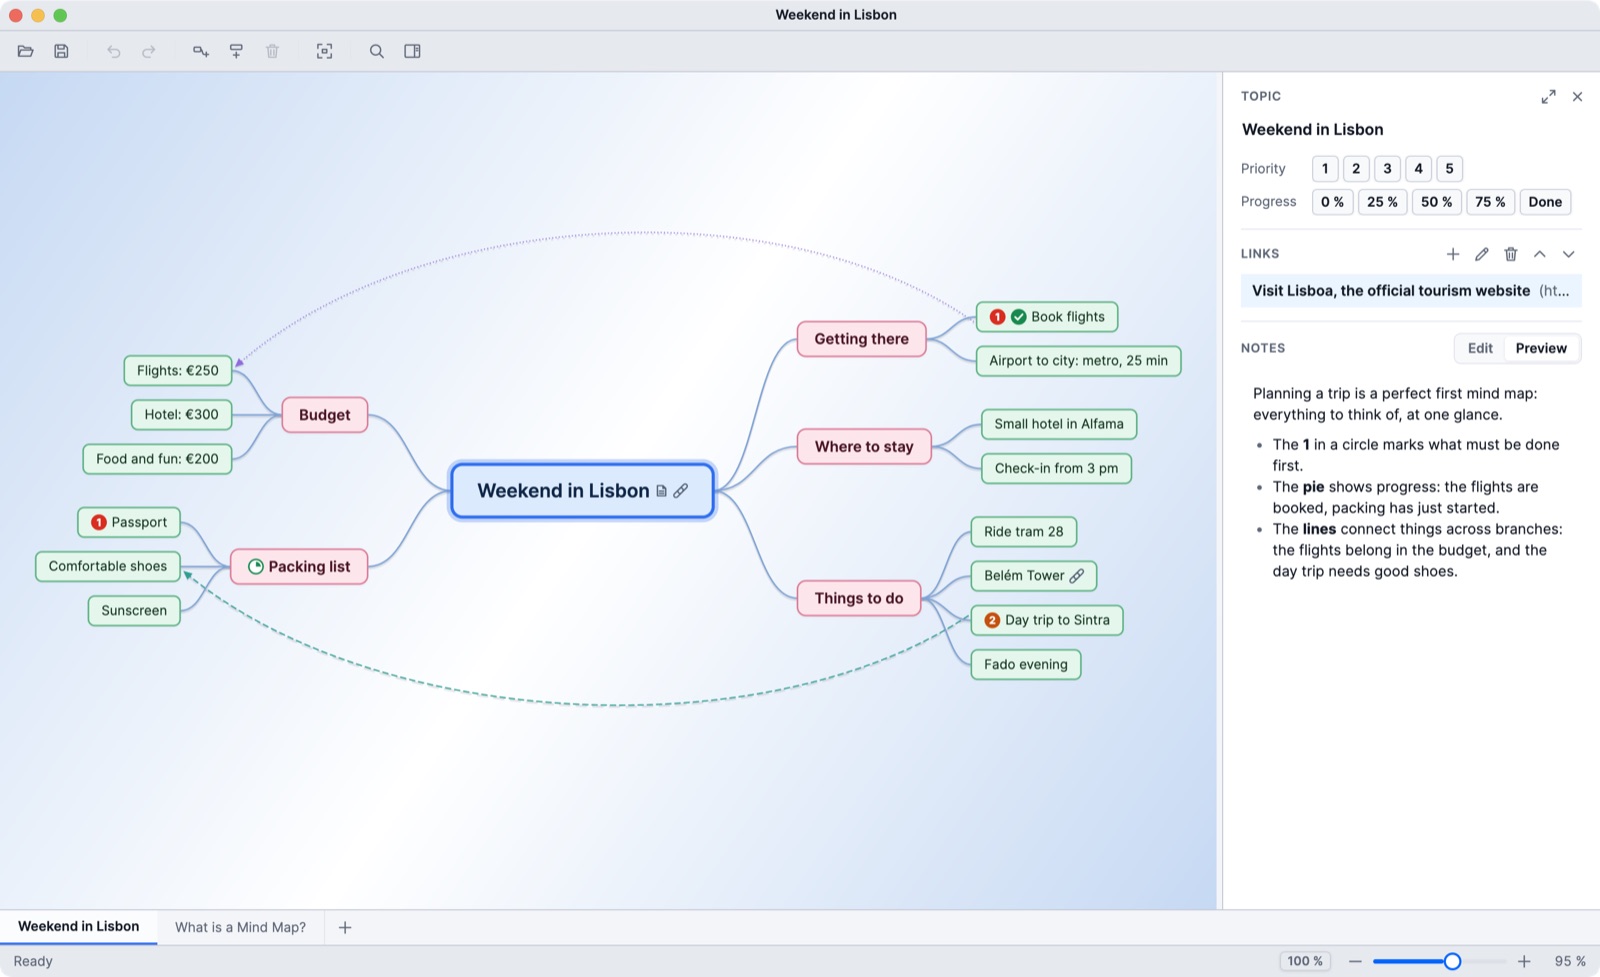 Weekend in Lisbon
TOPIC
Weekend in Lisbon
Priority 1 2 3 4 5
Progress 0 % 25 % 50 % 75 % Done
LINKS
Visit Lisboa, the official tourism website (ht...
NOTES Edit Preview
Planning a trip is a perfect first mind map:
everything to think of, at one glance.
• The 1 in a circle marks what must be done
first.
• The pie shows progress: the flights are
booked, packing has just started.
• The lines connect things across branches:
the flights belong in the budget, and the
day trip needs good shoes.
Weekend in Lisbon
Budget
Flights: €250
Hotel: €300
Food and fun: €200
Packing list
1 Passport
Comfortable shoes
Sunscreen
Getting there
1 Book flights
Airport to city: metro, 25 min
Where to stay
Small hotel in Alfama
Check-in from 3 pm
Things to do
Ride tram 28
Belém Tower
2 Day trip to Sintra
Fado evening
Weekend in Lisbon What is a Mind Map?
Ready 100 % 95 %